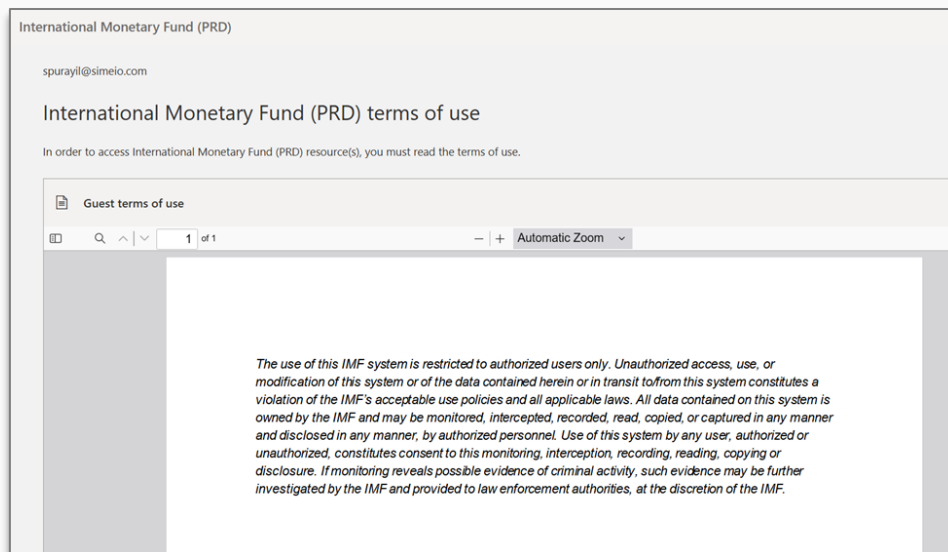 International Monetary Fund (PRD)
spurayil@simeio.com
International Monetary Fund (PRD) terms of use
In order to access International Monetary Fund (PRD) resource(s), you must read the terms of use.
Guest terms of use
1 of 1
Automatic Zoom
The use of this IMF system is restricted to authorized users only. Unauthorized access, use, or
modification of this system or of the data contained herein or in transit to/from this system constitutes a
violation of the IMF's acceptable use policies and all applicable laws. All data contained on this system is
owned by the IMF and may be monitored, intercepted, recorded, read, copied, or captured in any manner
and disclosed in any manner, by authorized personnel. Use of this system by any user, authorized or
unauthorized, constitutes consent to this monitoring, interception, recording, reading, copying or
disclosure. If monitoring reveals possible evidence of criminal activity, such evidence may be further
investigated by the IMF and provided to law enforcement authorities, at the discretion of the IMF.